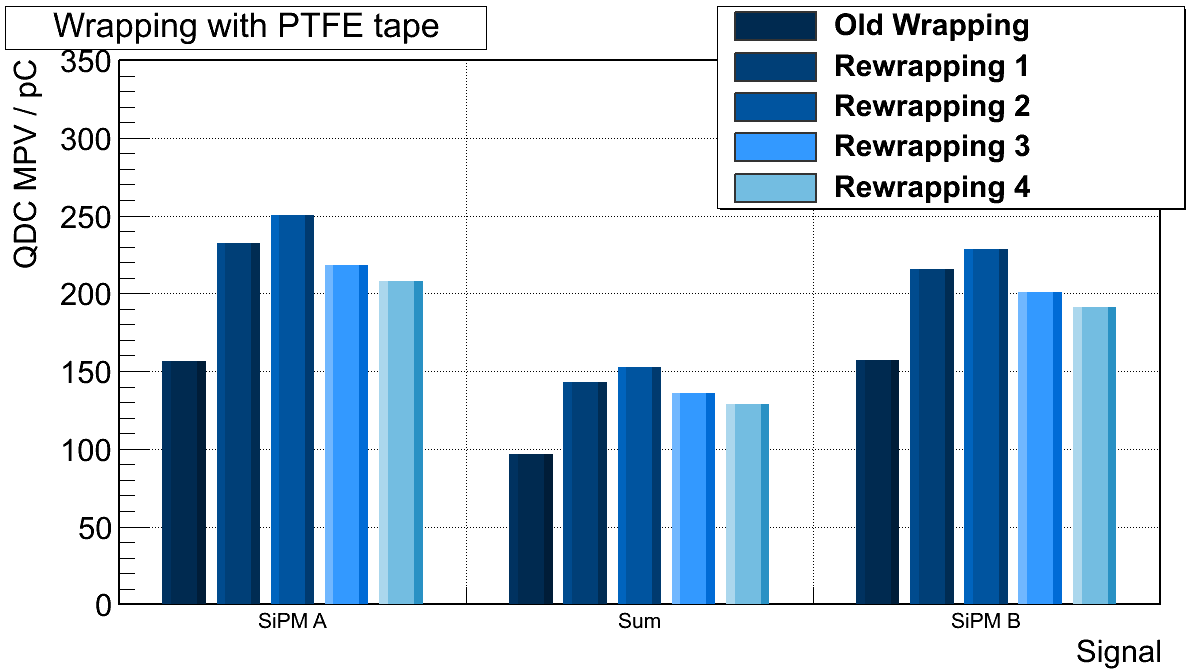 Wrapping with PTFE tape
Old Wrapping
Rewrapping 1
Rewrapping 2
Rewrapping 3
Rewrapping 4
QDC MPV / pC
350
300
250
200
150
100
50
0
SiPM A
Sum
SiPM B
Signal